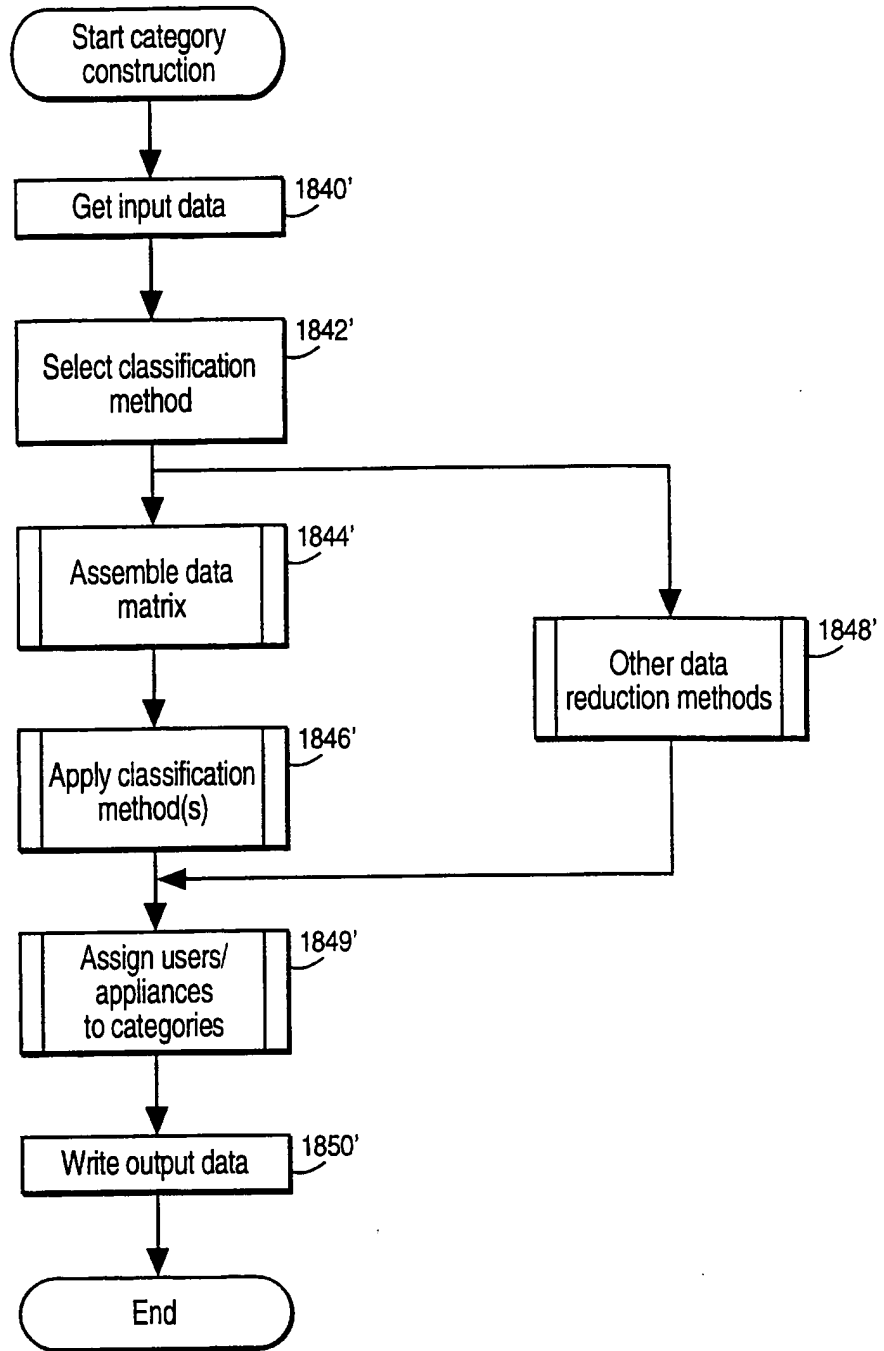 Start category
construction
1840'
Get input data
1842'
Select classification
method
1844'
Assemble data
matrix
1848'
Other data
reduction methods
1846'
Apply classification
method(s)
1849'
Assign users/
appliances
to categories
1850'
Write output data
End